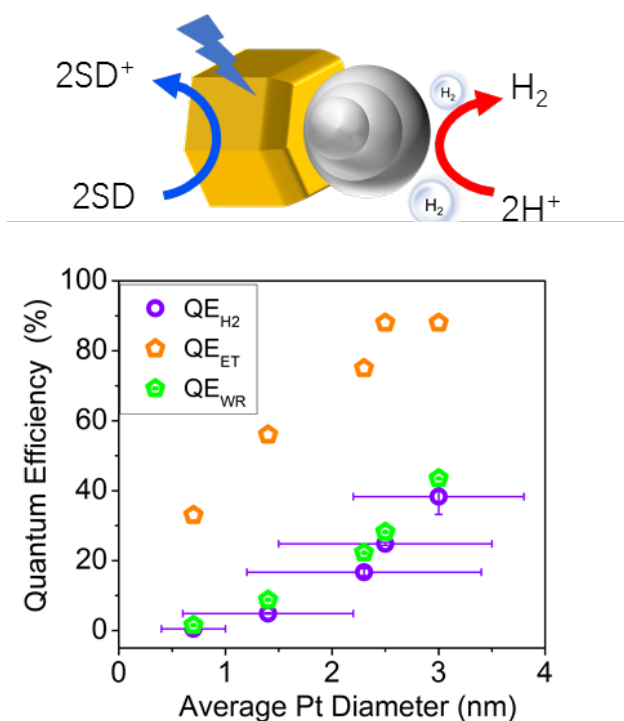 2SD⁺
2SD
H₂
H₂
H₂
2H⁺
100
80
60
40
20
0
Quantum Efficiency (%)
QE_H2
QE_ET
QE_WR
0 1 2 3 4
Average Pt Diameter (nm)